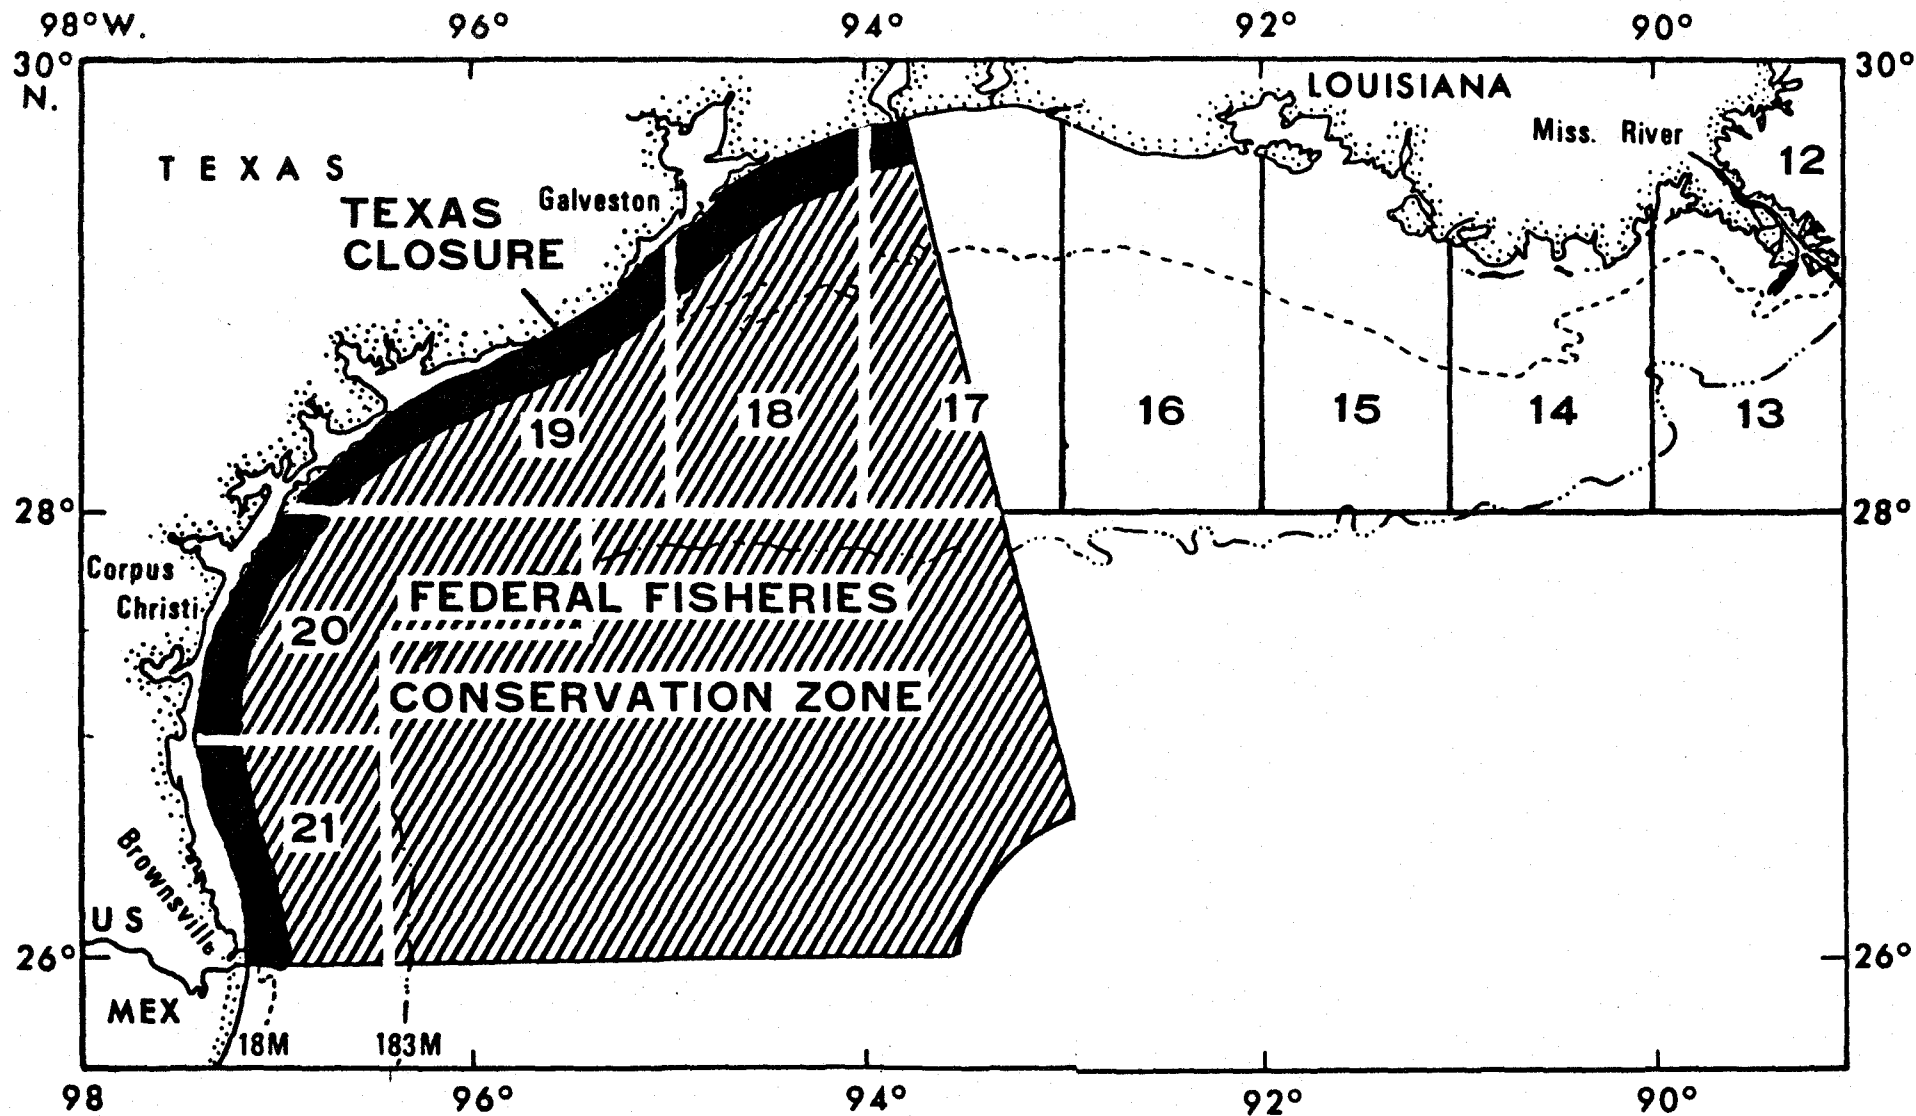 98°W. 96° 94° 92° 90°
30° N. 30°
LOUISIANA
Miss. River
12
TEXAS
Galveston
TEXAS
CLOSURE
19 18 17 16 15 14 13
28° 28°
Corpus
Christi
FEDERAL FISHERIES
20
CONSERVATION ZONE
21
Brownsville
US
26° 26°
MEX
18M 183M
98 96° 94° 92° 90°